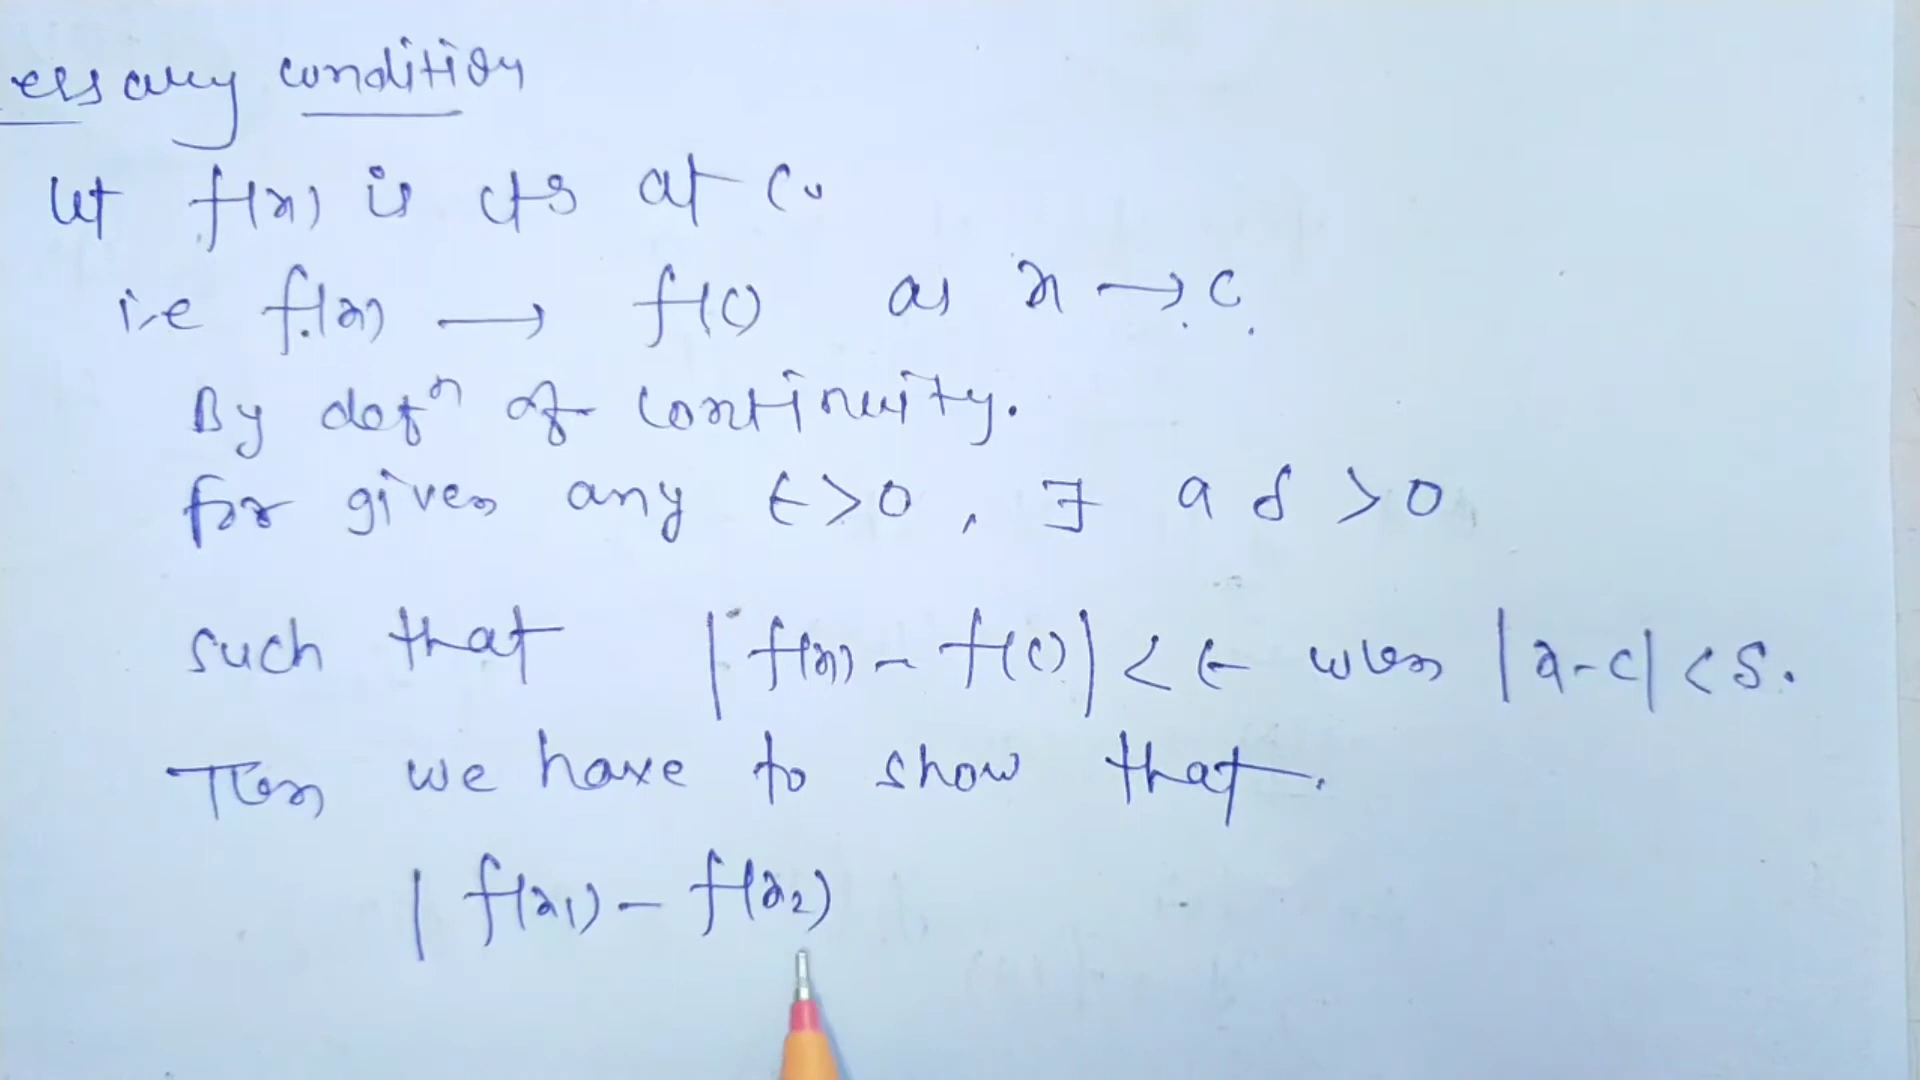 essary condition
let f(x) is cts at c.
i.e f(x) → f(c) as x → c.
By defⁿ of continuity.
for given any ϵ>0, ∃ a δ >0
such that |f(x) - f(c)| < ϵ when |x-c| < δ.
Then we have to show that.
| f(x₁) - f(x₂)